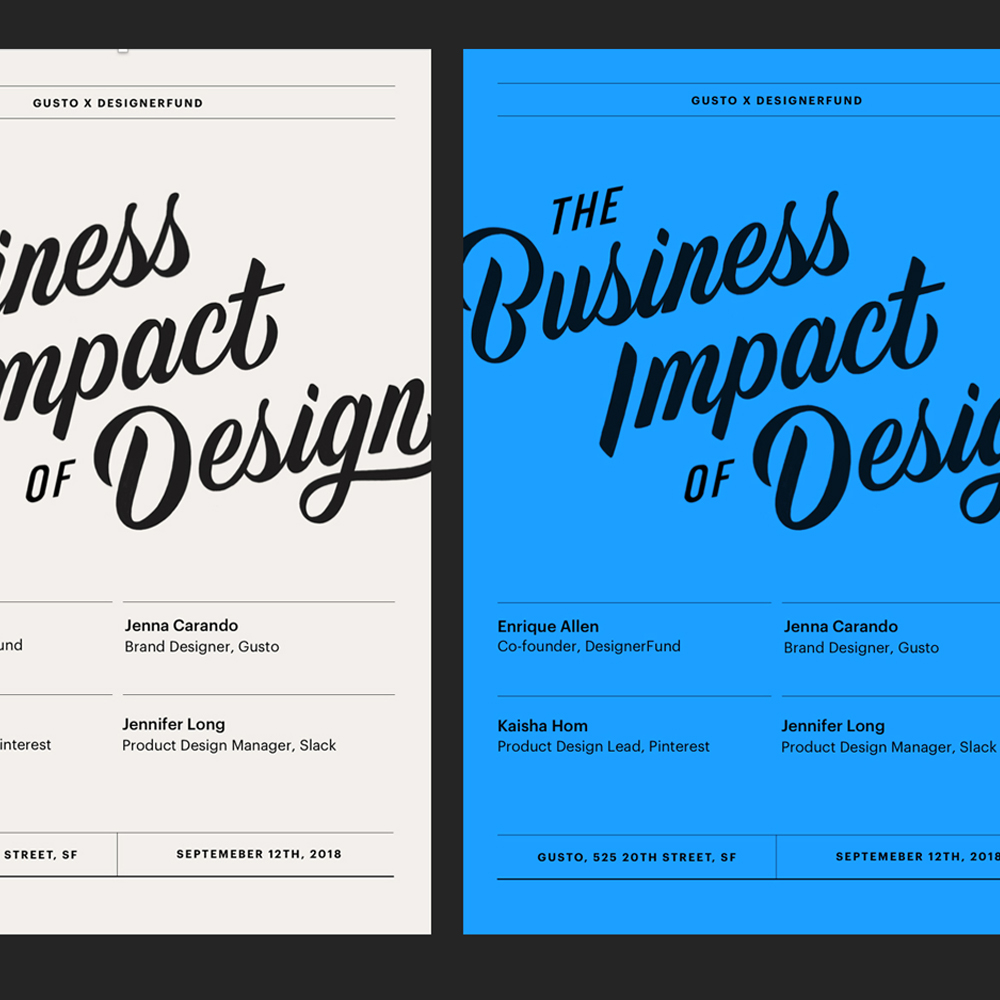 GUSTO X DESIGNERFUND
iness
mpact
OF Design
und
Jenna Carando
Brand Designer, Gusto
interest
Jennifer Long
Product Design Manager, Slack
STREET, SF
SEPTEMEBER 12TH, 2018
GUSTO X DESIGNERFUND
THE
Business
Impact
OF Desig
Enrique Allen
Co-founder, DesignerFund
Jenna Carando
Brand Designer, Gusto
Kaisha Hom
Product Design Lead, Pinterest
Jennifer Long
Product Design Manager, Slack
GUSTO, 525 20TH STREET, SF
SEPTEMEBER 12TH, 2018